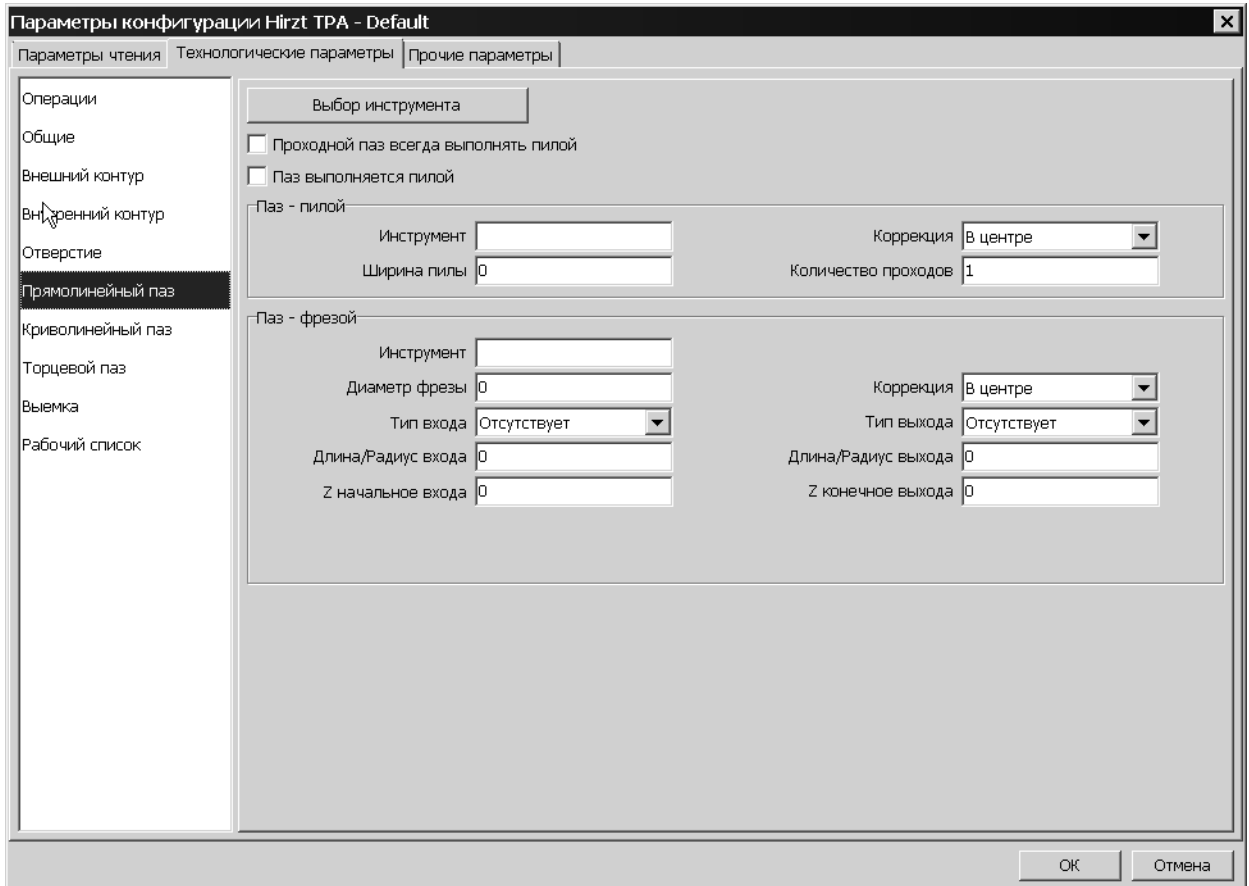 Параметры конфигурации Hirzt TPA - Default
Параметры чтения Технологические параметры Прочие параметры
Операции
Общие
Внешний контур
Внутренний контур
Отверстие
Прямолинейный паз
Криволинейный паз
Торцевой паз
Выемка
Рабочий список
Выбор инструмента
Проходной паз всегда выполнять пилой
Паз выполняется пилой
Паз - пилой
Инструмент Коррекция В центре
Ширина пилы 0 Количество проходов 1
Паз - фрезой
Инструмент
Диаметр фрезы 0 Коррекция В центре
Тип входа Отсутствует Тип выхода Отсутствует
Длина/Радиус входа 0 Длина/Радиус выхода 0
Z начальное входа 0 Z конечное выхода 0
ОК Отмена